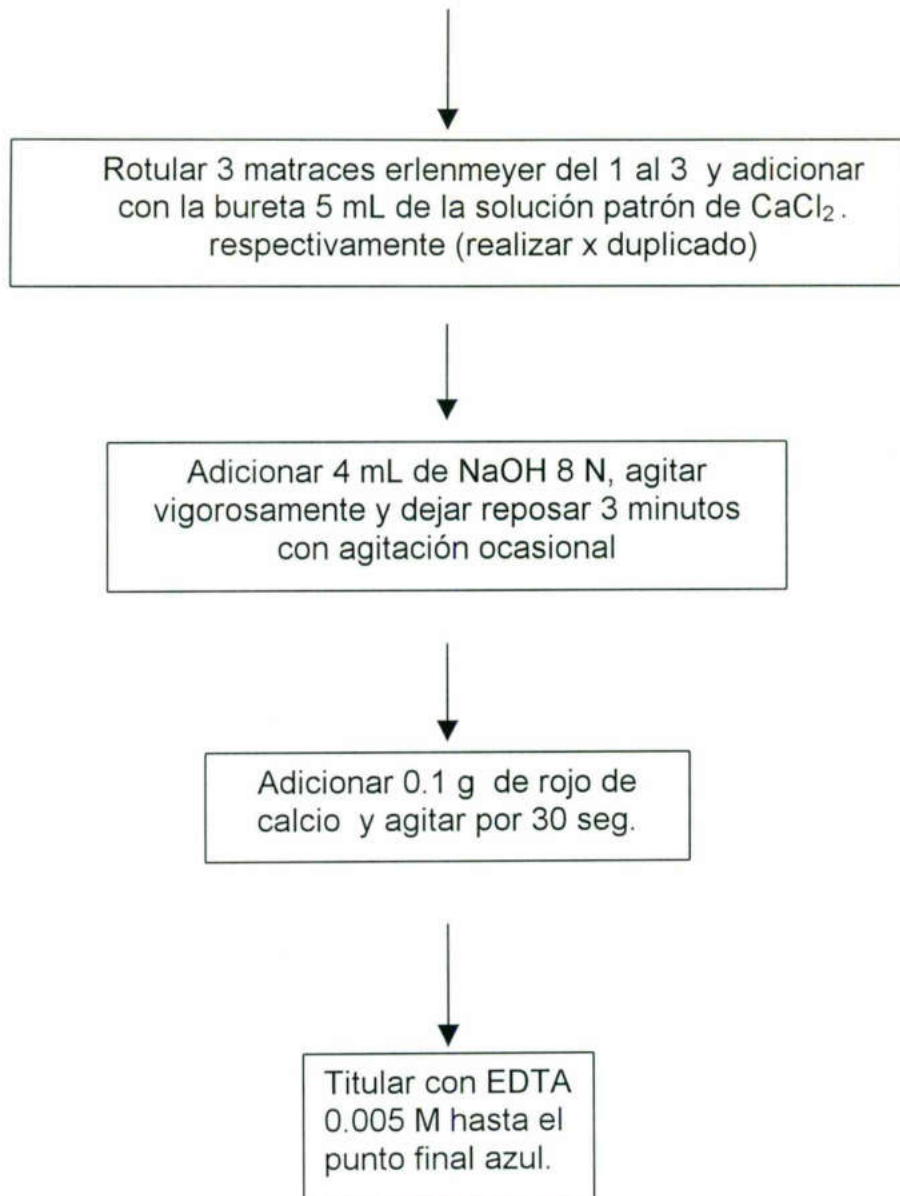 Rotular 3 matraces erlenmeyer del 1 al 3 y adicionar
con la bureta 5 mL de la solución patrón de CaCl₂ .
respectivamente (realizar x duplicado)
Adicionar 4 mL de NaOH 8 N, agitar
vigorosamente y dejar reposar 3 minutos
con agitación ocasional
Adicionar 0.1 g de rojo de
calcio y agitar por 30 seg.
Titular con EDTA
0.005 M hasta el
punto final azul.